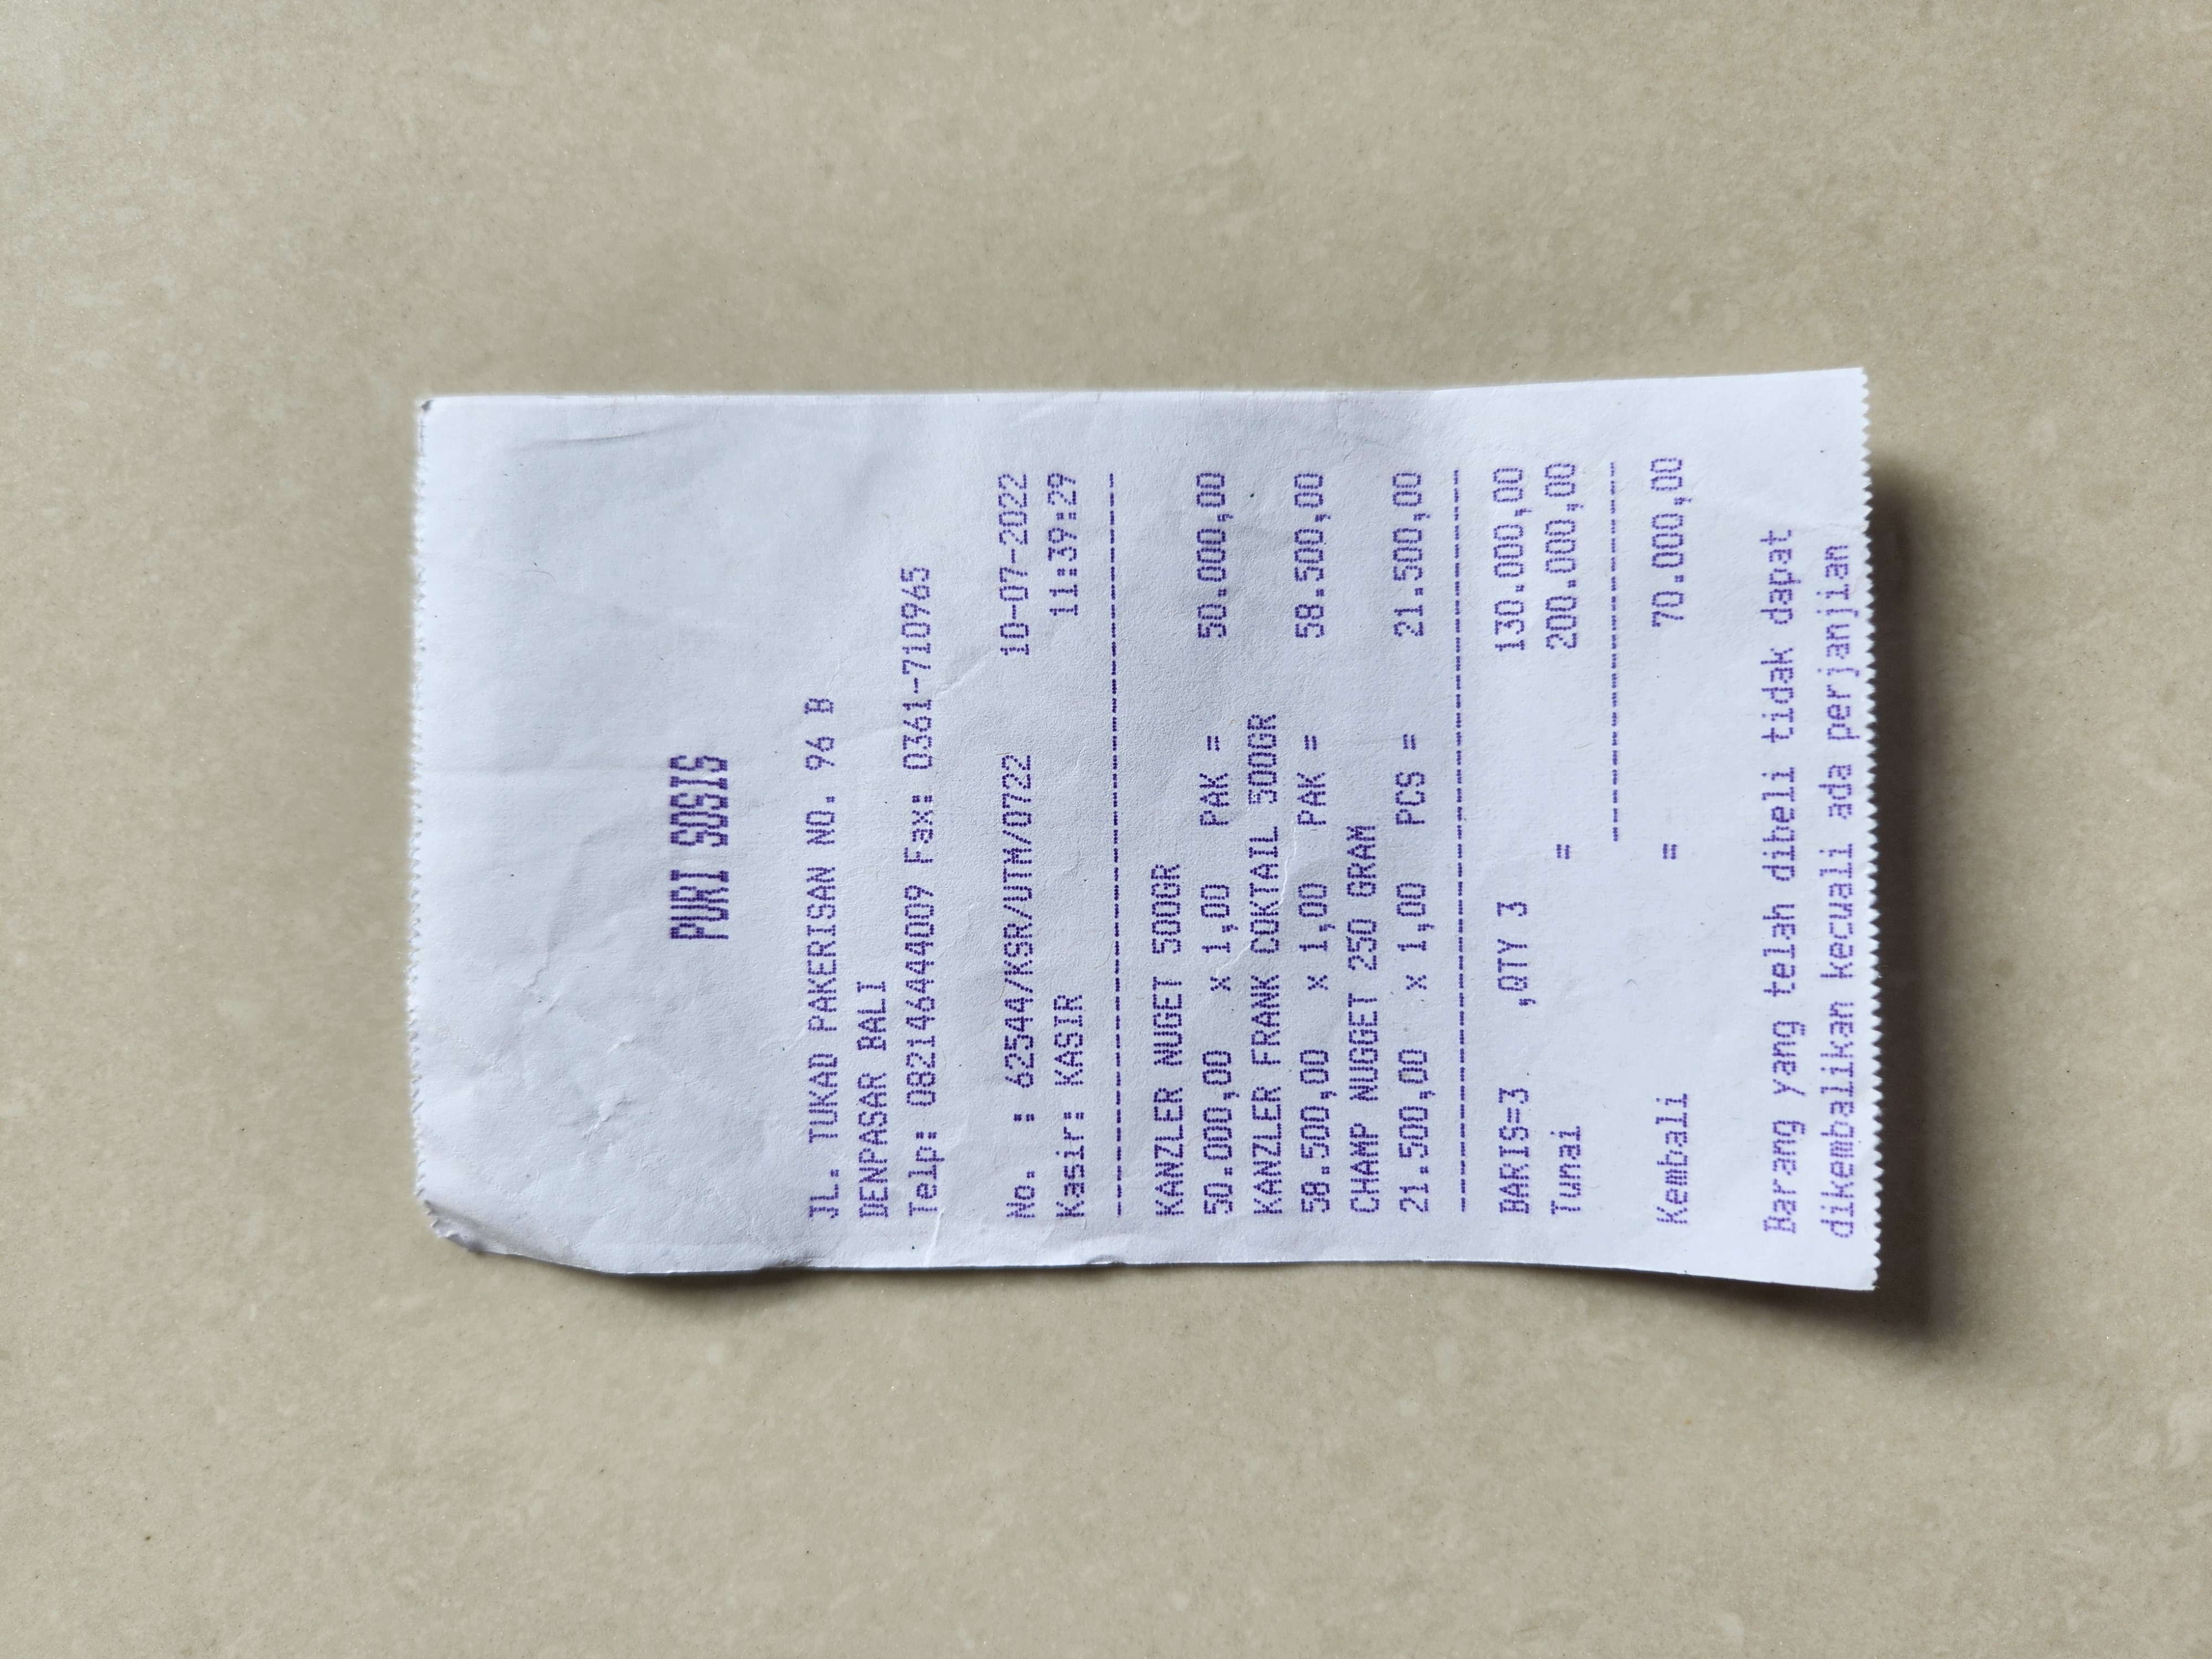 PURI SOSIS
JL. TUKAD PAKERISAN NO. 96 B
DENPASAR BALI
Telp: 082146444009 Fax: 0361-710965
No. : 62544/KSR/UTM/0722 10-07-2022
Kasir: KASIR 11:39:29
--------------------------------
KANZLER NUGET 500GR
50.000,00 x 1,00 PAK = 50.000,00
KANZLER FRANK COKTAIL 500GR
58.500,00 x 1,00 PAK = 58.500,00
CHAMP NUGGET 250 GRAM
21.500,00 x 1,00 PCS = 21.500,00
--------------------------------
BARIS=3 ,QTY 3 130.000,00
Tunai = 200.000,00
----------------
Kembali = 70.000,00
Barang yang telah dibeli tidak dapat
dikembalikan kecuali ada perjanjian